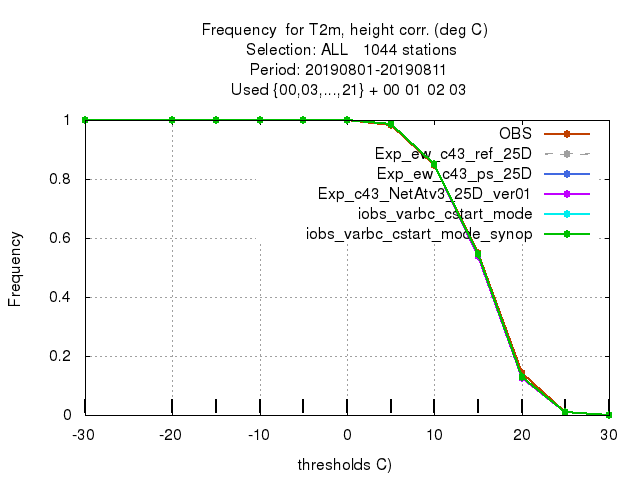 Frequency  for T2m, height corr. (deg C)
Selection: ALL   1044 stations
Period: 20190801-20190811
Used {00,03,...,21} + 00 01 02 03
1
0.8
0.6
0.4
0.2
0
Frequency
OBS
Exp_ew_c43_ref_25D
Exp_ew_c43_ps_25D
Exp_c43_NetAtv3_25D_ver01
iobs_varbc_cstart_mode
iobs_varbc_cstart_mode_synop
-30 -20 -10 0 10 20 30
thresholds C)